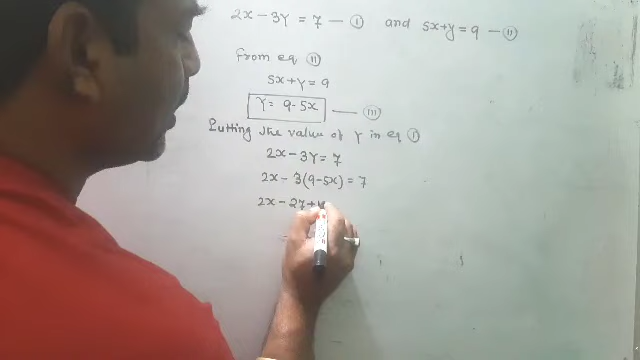 2x - 3y = 7 — Ⓘ and 5x+y = 9 — Ⓘⓘ
From eq Ⓘⓘ
5x + y = 9
y = 9 - 5x — Ⓘⓘⓘ
Putting the value of y in eq Ⓘ
2x - 3y = 7
2x - 3(9 - 5x) = 7
2x - 27 +